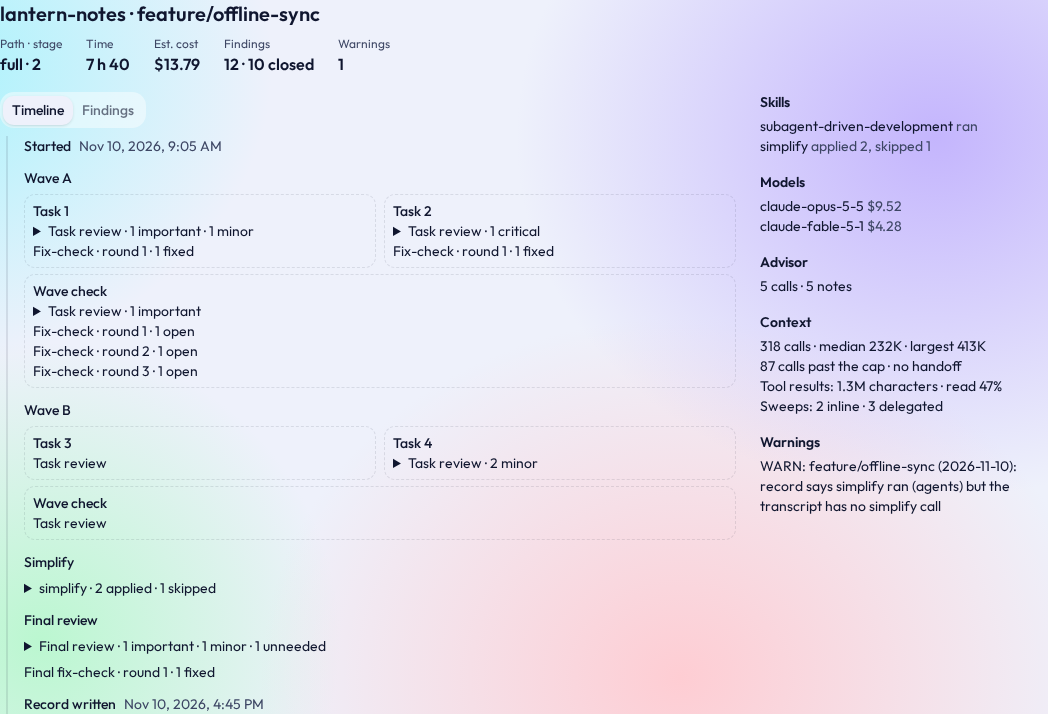 lantern-notes · feature/offline-sync
Path · stage
full · 2
Time
7 h 40
Est. cost
$13.79
Findings
12 · 10 closed
Warnings
1
Timeline
Findings
Started Nov 10, 2026, 9:05 AM
Wave A
Task 1
Task review · 1 important · 1 minor
Fix-check · round 1 · 1 fixed
Task 2
Task review · 1 critical
Fix-check · round 1 · 1 fixed
Wave check
Task review · 1 important
Fix-check · round 1 · 1 open
Fix-check · round 2 · 1 open
Fix-check · round 3 · 1 open
Wave B
Task 3
Task review
Task 4
Task review · 2 minor
Wave check
Task review
Simplify
simplify · 2 applied · 1 skipped
Final review
Final review · 1 important · 1 minor · 1 unneeded
Final fix-check · round 1 · 1 fixed
Record written Nov 10, 2026, 4:45 PM
Skills
subagent-driven-development ran
simplify applied 2, skipped 1
Models
claude-opus-5-5 $9.52
claude-fable-5-1 $4.28
Advisor
5 calls · 5 notes
Context
318 calls · median 232K · largest 413K
87 calls past the cap · no handoff
Tool results: 1.3M characters · read 47%
Sweeps: 2 inline · 3 delegated
Warnings
WARN: feature/offline-sync (2026-11-10):
record says simplify ran (agents) but the
transcript has no simplify call